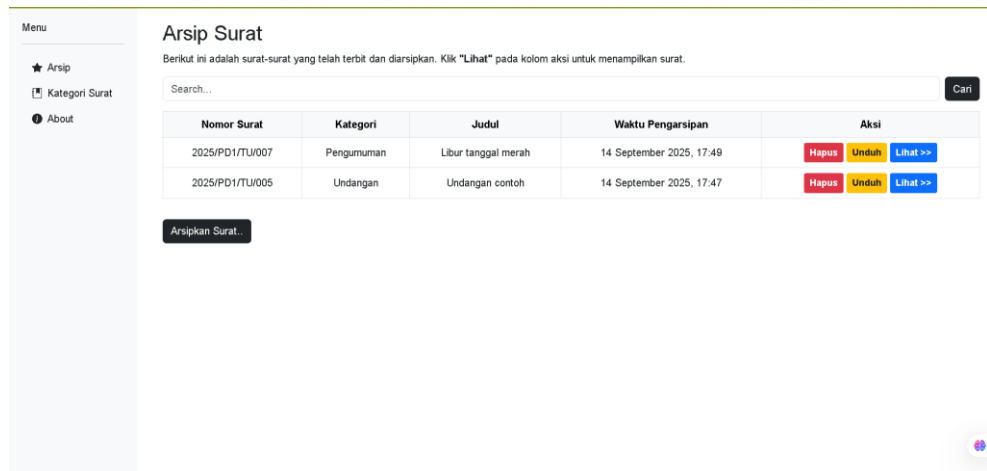 Menu
Arsip
Kategori Surat
About
Arsip Surat
Berikut ini adalah surat-surat yang telah terbit dan diarsipkan. Klik "Lihat" pada kolom aksi untuk menampilkan surat.
Search... Cari
Nomor Surat Kategori Judul Waktu Pengarsipan Aksi
2025/PD1/TU/007 Pengumuman Libur tanggal merah 14 September 2025, 17:49 Hapus Unduh Lihat >>
2025/PD1/TU/005 Undangan Undangan contoh 14 September 2025, 17:47 Hapus Unduh Lihat >>
Arsipkan Surat..